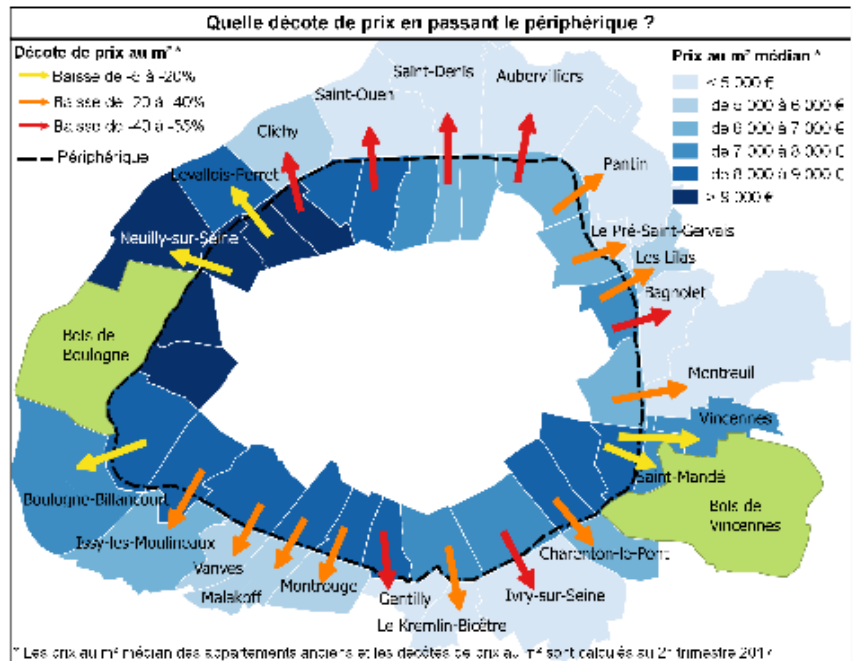 Quelle décote de prix en passant le périphérique ?
Décote de prix au m² *
Baisse de -5 à -20%
Baisse de -20 à -40%
Baisse de -40 à -55%
Périphérique
Prix au m² médian *
< 5 000 €
de 5 000 à 6 000 €
de 6 000 à 7 000 €
de 7 000 à 8 000 €
de 8 000 à 9 000 €
> 9 000 €
Saint-Denis
Aubervilliers
Saint-Ouen
Clichy
Pantin
Levallois-Perret
Neuilly-sur-Seine
Le Pré-Saint-Gervais
Les Lilas
Bagnolet
Bois de
Boulogne
Montreuil
Vincennes
Saint-Mandé
Boulogne-Billancourt
Bois de
Vincennes
Issy-les-Moulineaux
Charenton-le-Pont
Vanves
Malakoff
Montrouge
Gentilly
Ivry-sur-Seine
Le Kremlin-Bicêtre
* Les prix au m² médian des appartements anciens et les décotes de prix au m² sont calculés au 2e trimestre 2017